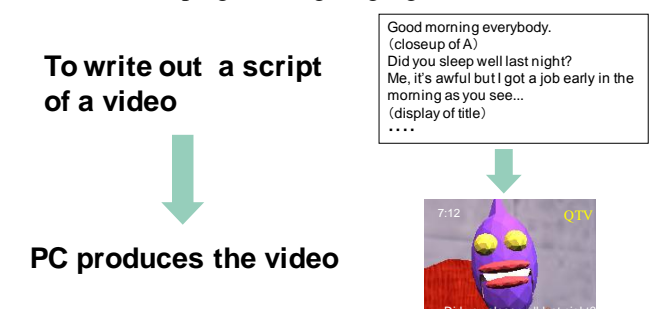 To write out a script
of a video
Good morning everybody.
(closeup of A)
Did you sleep well last night?
Me, it's awful but I got a job early in the
morning as you see...
(display of title)
....
PC produces the video
7:12
QTV